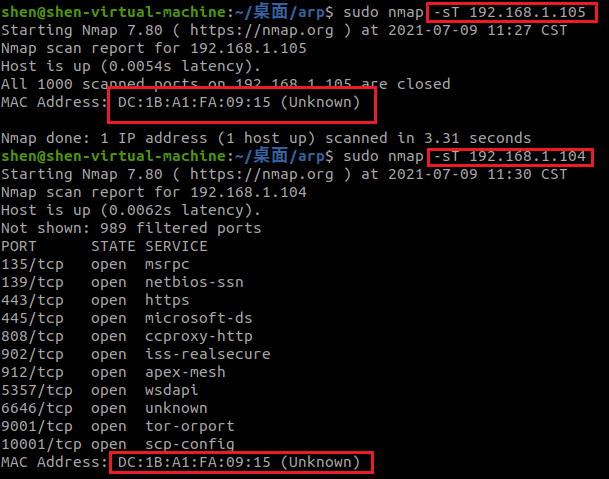 shen@shen-virtual-machine:~/桌面/arp$ sudo nmap -sT 192.168.1.105
Starting Nmap 7.80 ( https://nmap.org ) at 2021-07-09 11:27 CST
Nmap scan report for 192.168.1.105
Host is up (0.0054s latency).
All 1000 scanned ports on 192.168.1.105 are closed
MAC Address: DC:1B:A1:FA:09:15 (Unknown)
Nmap done: 1 IP address (1 host up) scanned in 3.31 seconds
shen@shen-virtual-machine:~/桌面/arp$ sudo nmap -sT 192.168.1.104
Starting Nmap 7.80 ( https://nmap.org ) at 2021-07-09 11:30 CST
Nmap scan report for 192.168.1.104
Host is up (0.0062s latency).
Not shown: 989 filtered ports
PORT      STATE SERVICE
135/tcp   open  msrpc
139/tcp   open  netbios-ssn
443/tcp   open  https
445/tcp   open  microsoft-ds
808/tcp   open  ccproxy-http
902/tcp   open  iss-realsecure
912/tcp   open  apex-mesh
5357/tcp  open  wsdapi
6646/tcp  open  unknown
9001/tcp  open  tor-orport
10001/tcp open  scp-config
MAC Address: DC:1B:A1:FA:09:15 (Unknown)